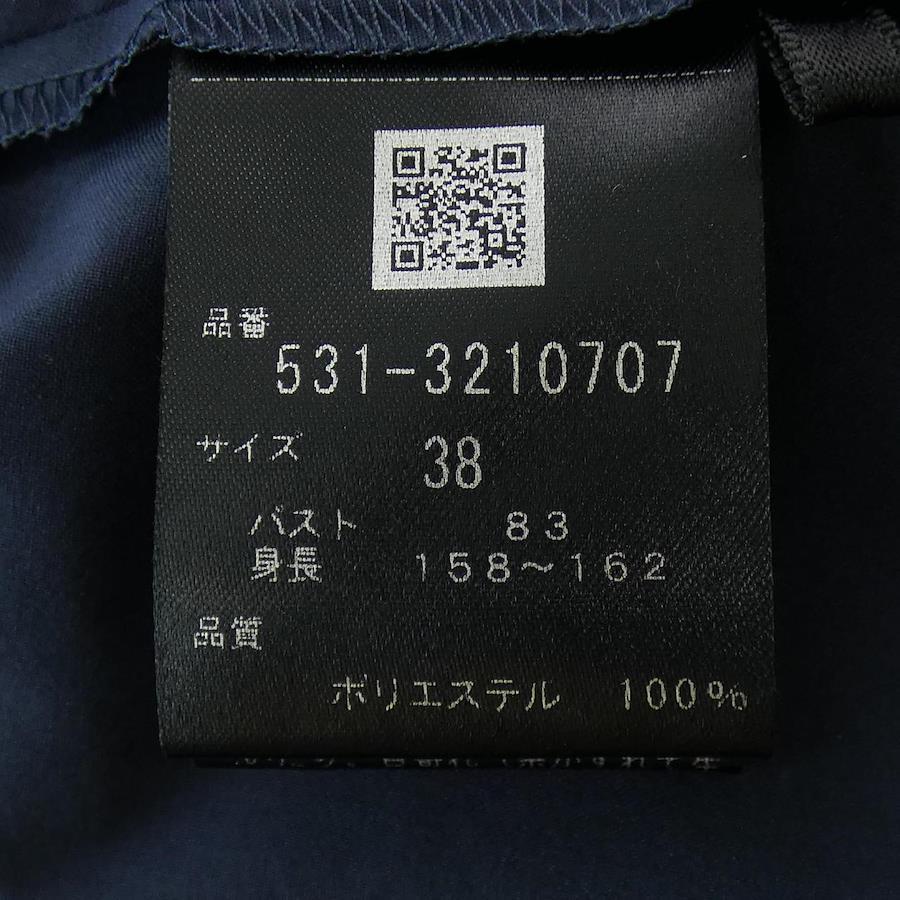 品番
531-3210707
サイズ 38
バスト 83
身長 158～162
品質
ポリエステル 100%